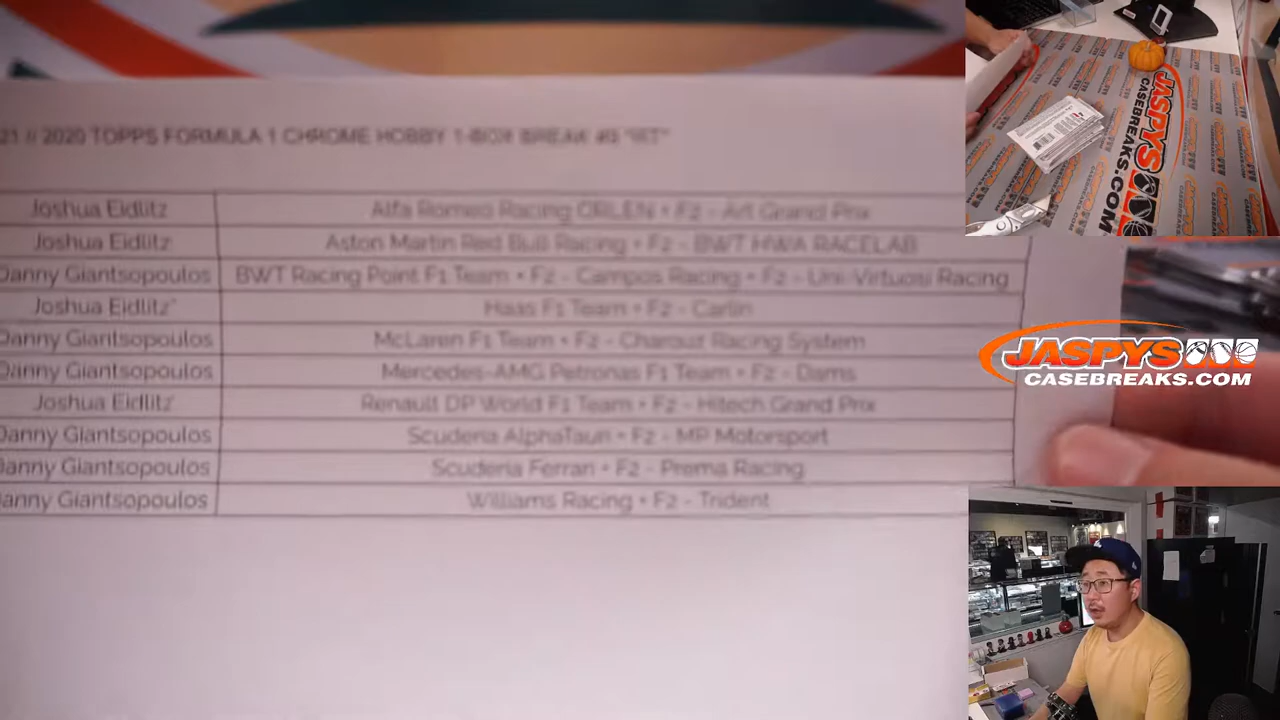 21 // 2020 TOPPS FORMULA 1 CHROME HOBBY 1-BOX BREAK
Joshua Eidlitz Alfa Romeo Racing ORLEN • F2 - Art Grand Prix
Joshua Eidlitz Aston Martin Red Bull Racing • F2 - BWT HWA RACELAB
Danny Giantsopoulos BWT Racing Point F1 Team • F2 - Campos Racing • F2 - Uni-Virtuosi Racing
Joshua Eidlitz* Haas F1 Team • F2 - Carlin
Danny Giantsopoulos McLaren F1 Team • F2 - Charouz Racing System
Danny Giantsopoulos Mercedes-AMG Petronas F1 Team • F2 - Dams
Joshua Eidlitz Renault DP World F1 Team • F2 - Hitech Grand Prix
Danny Giantsopoulos Scuderia AlphaTauri • F2 - MP Motorsport
Danny Giantsopoulos Scuderia Ferrari • F2 - Prema Racing
Danny Giantsopoulos Williams Racing • F2 - Trident
JASPYS
CASEBREAKS.COM
JASPYS
CASEBREAKS.COM